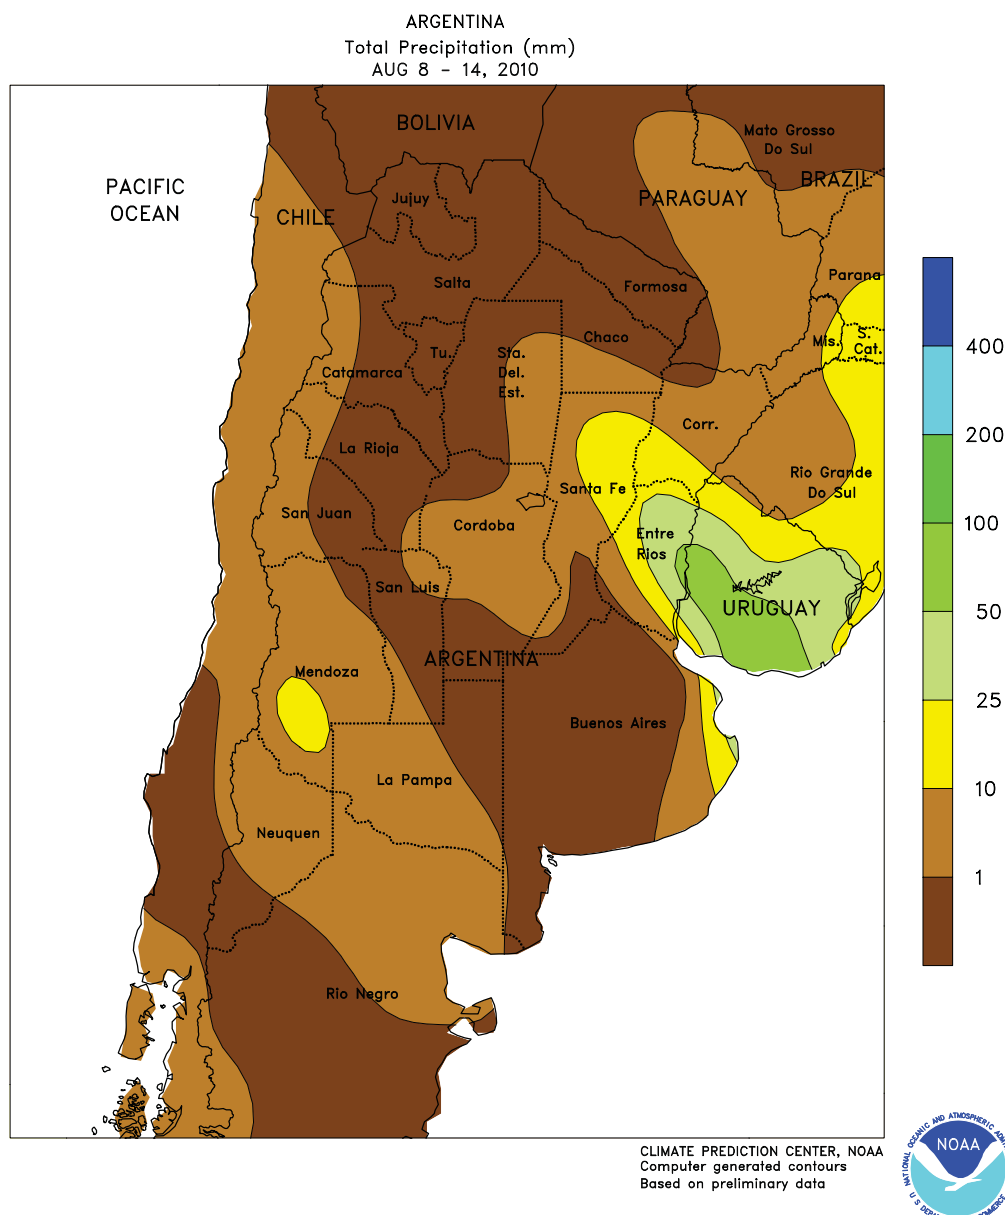 ARGENTINA
Total Precipitation (mm)
AUG 8 - 14, 2010
BOLIVIA
Mato Grosso
Do Sul
PACIFIC
OCEAN
BRAZIL
Jujuy
PARAGUAY
CHILE
Salta
Formosa
Parana
Chaco
Mis.
S.
Cat.
Tu.
Sta.
Del.
Est.
Catamarca
Corr.
La Rioja
Rio Grande
Do Sul
Santa Fe
San Juan
Cordoba
Entre
Rios
San Luis
URUGUAY
ARGENTINA
Mendoza
Buenos Aires
La Pampa
Neuquen
Rio Negro
400
200
100
50
25
10
1
CLIMATE PREDICTION CENTER, NOAA
Computer generated contours
Based on preliminary data
NATIONAL OCEANIC AND ATMOSPHERIC
NOAA
U S